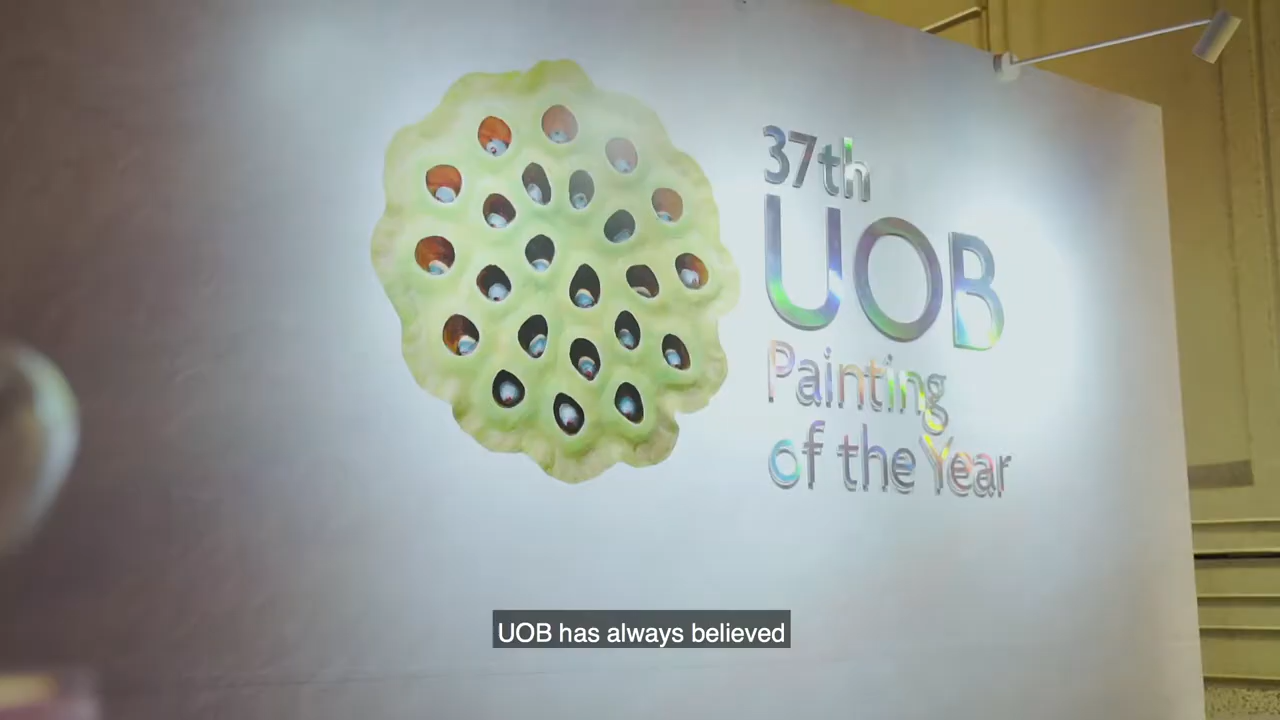 37th
UOB
Painting
of the Year
UOB has always believed